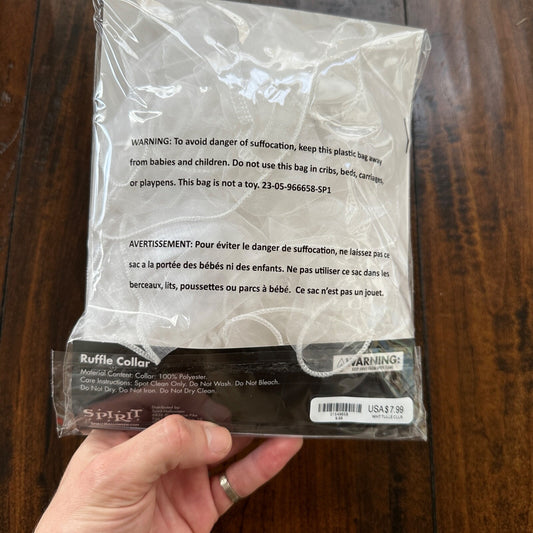 WARNING: To avoid danger of suffocation, keep this plastic bag away
from babies and children. Do not use this bag in cribs, beds, carriages,
or playpens. This bag is not a toy. 23-05-966658-SP1
AVERTISSEMENT: Pour éviter le danger de suffocation, ne laissez pas ce
sac a la portée des bébés ni des enfants. Ne pas utiliser ce sac dans les
berceaux, lits, poussettes ou parcs à bébé. Ce sac n'est pas un jouet.
Ruffle Collar
Material Content: Collar: 100% Polyester.
Care Instructions: Spot Clean Only. Do Not Wash. Do Not Bleach.
Do Not Dry. Do Not Iron. Do Not Dry Clean.
WARNING:
SPIRIT
Distributed by:
USA$7.99